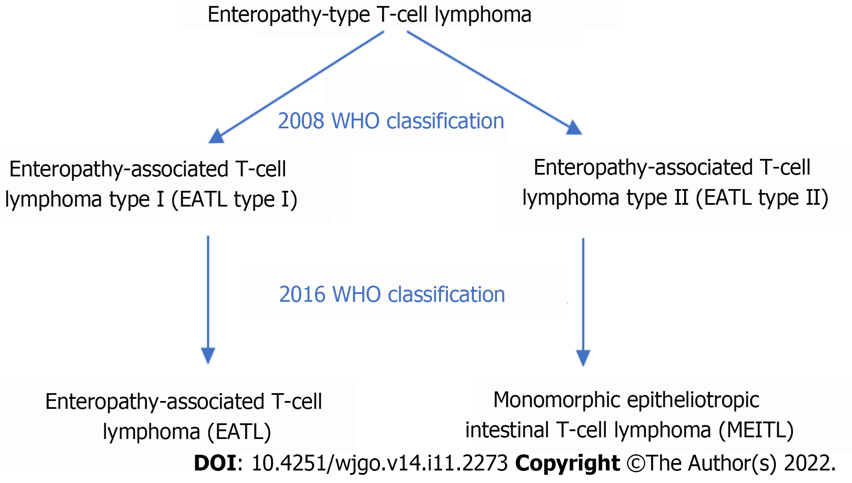 Enteropathy-type T-cell lymphoma
2008 WHO classification
Enteropathy-associated T-cell
lymphoma type I (EATL type I)
Enteropathy-associated T-cell
lymphoma type II (EATL type II)
2016 WHO classification
Enteropathy-associated T-cell
lymphoma (EATL)
Monomorphic epitheliotropic
intestinal T-cell lymphoma (MEITL)
DOI: 10.4251/wjgo.v14.i11.2273 Copyright ©The Author(s) 2022.